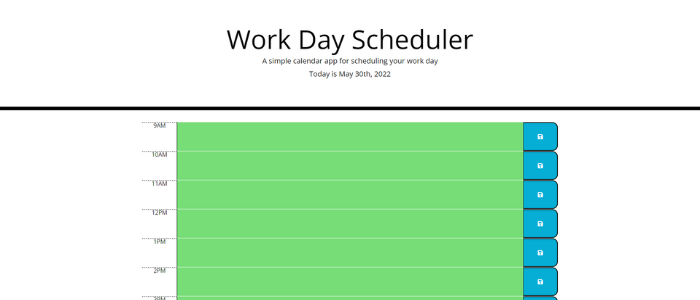 Work Day Scheduler
A simple calendar app for scheduling your work day
Today is May 30th, 2022
9AM
10AM
11AM
12PM
1PM
2PM
3PM